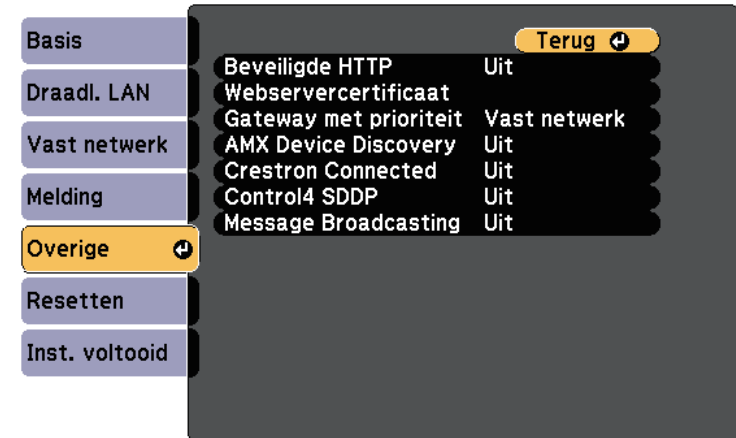 Basis
Draadl. LAN
Vast netwerk
Melding
Overige
Resetten
Inst. voltooid
Terug
Beveiligde HTTP Uit
Webservercertificaat
Gateway met prioriteit Vast netwerk
AMX Device Discovery Uit
Crestron Connected Uit
Control4 SDDP Uit
Message Broadcasting Uit